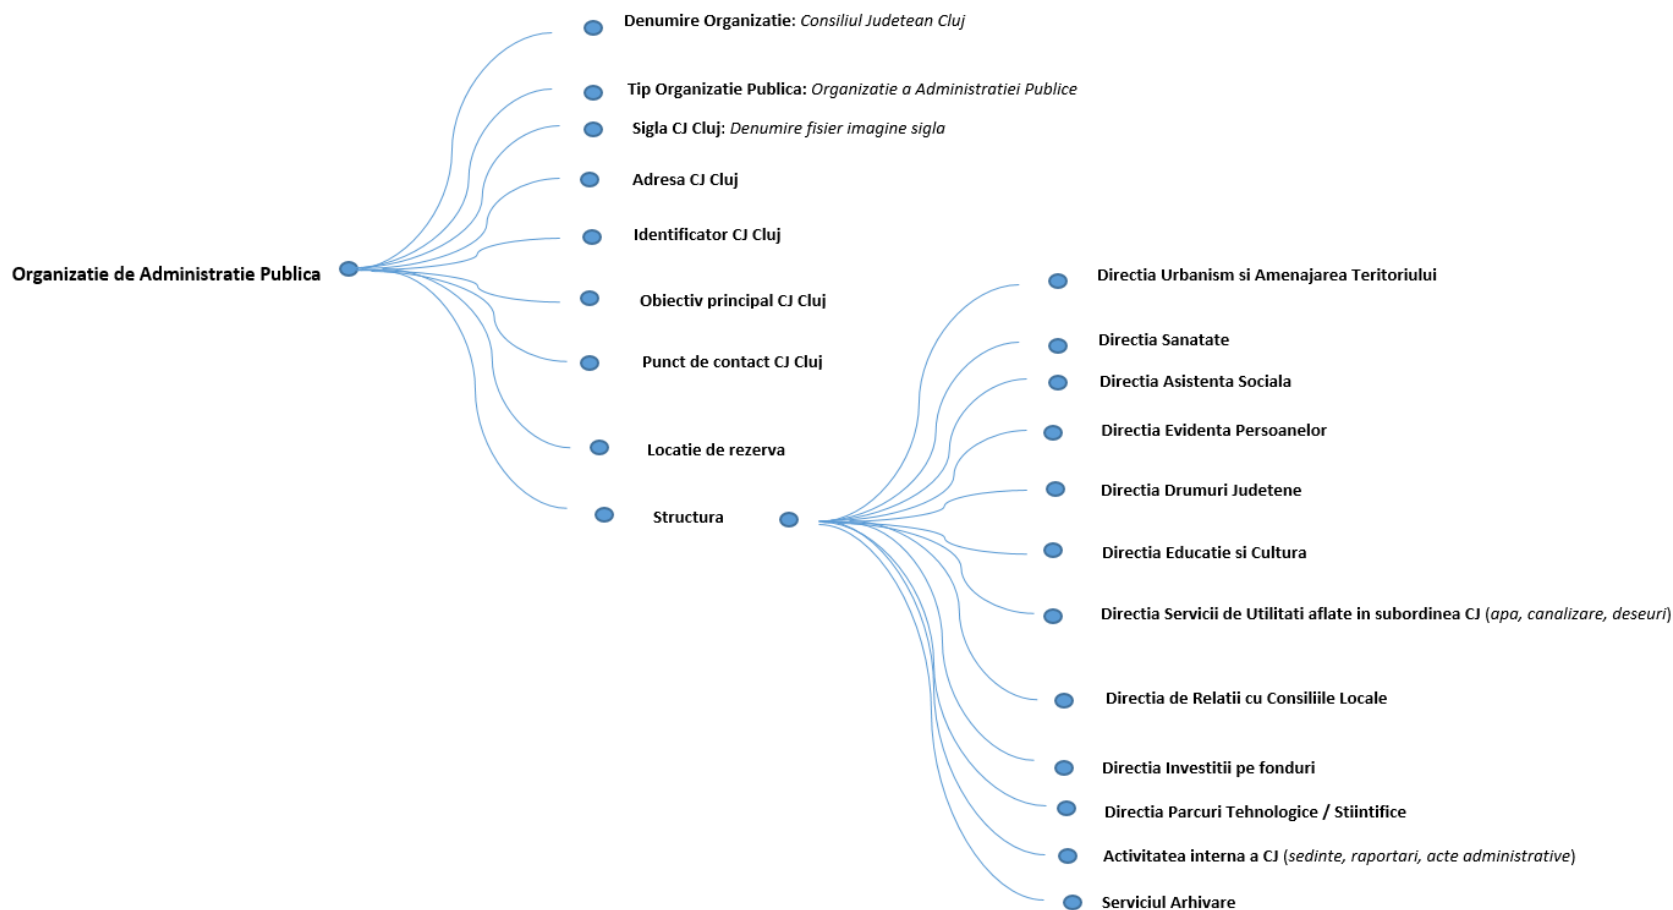 Denumire Organizatie: Consiliul Judetean Cluj
Tip Organizatie Publica: Organizatie a Administratiei Publice
Sigla CJ Cluj: Denumire fisier imagine sigla
Adresa CJ Cluj
Identificator CJ Cluj
Organizatie de Administratie Publica
Obiectiv principal CJ Cluj
Punct de contact CJ Cluj
Locatie de rezerva
Structura
Directia Urbanism si Amenajarea Teritoriului
Directia Sanatate
Directia Asistenta Sociala
Directia Evidenta Persoanelor
Directia Drumuri Judetene
Directia Educatie si Cultura
Directia Servicii de Utilitati aflate in subordinea CJ (apa, canalizare, deseuri)
Directia de Relatii cu Consiliile Locale
Directia Investitii pe fonduri
Directia Parcuri Tehnologice / Stiintifice
Activitatea interna a CJ (sedinte, raportari, acte administrative)
Serviciul Arhivare